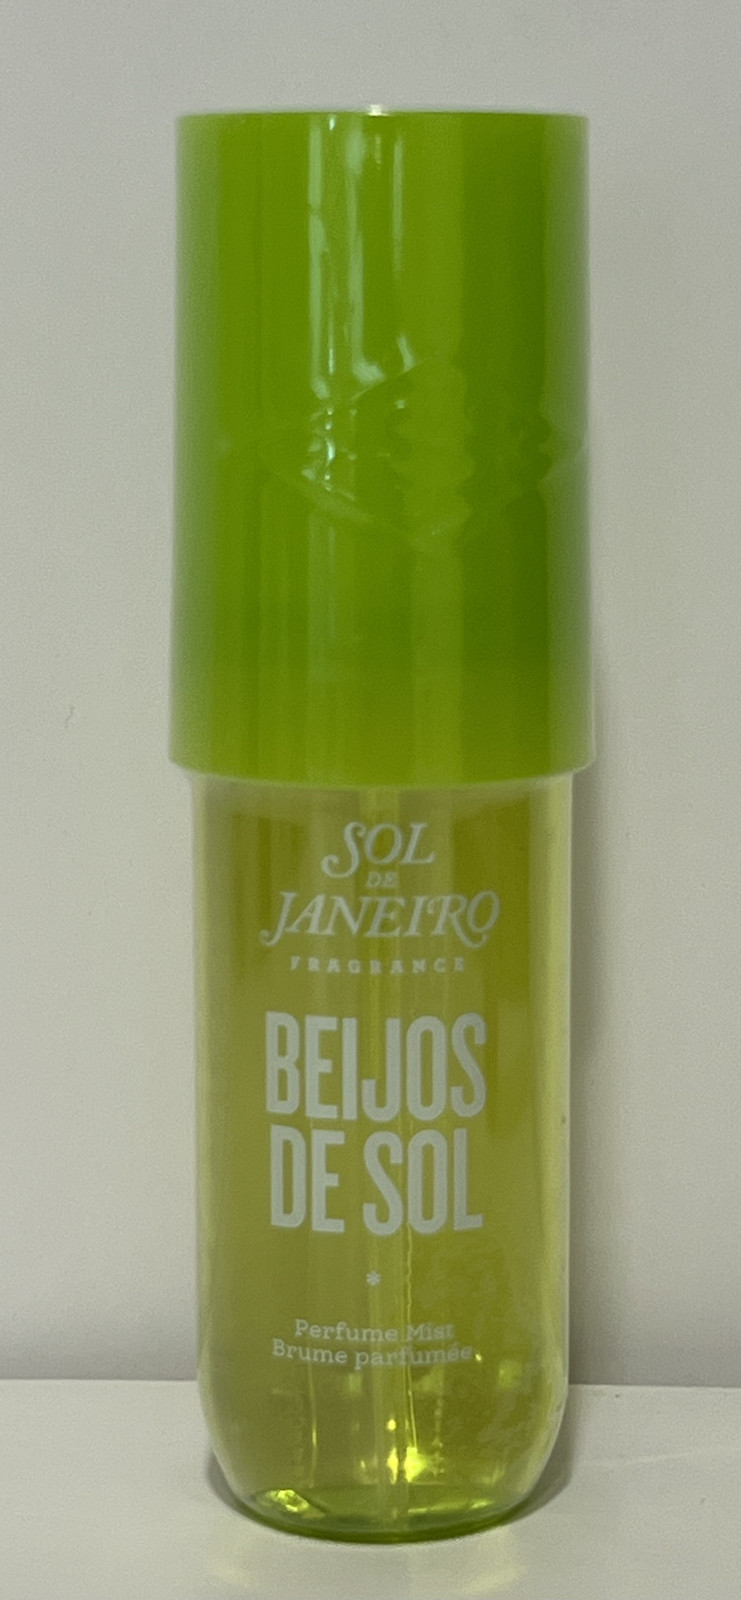 SOL
DE
JANEIRO
FRAGRANCE
BEIJOS
DE SOL
*
Perfume Mist
Brume parfumée